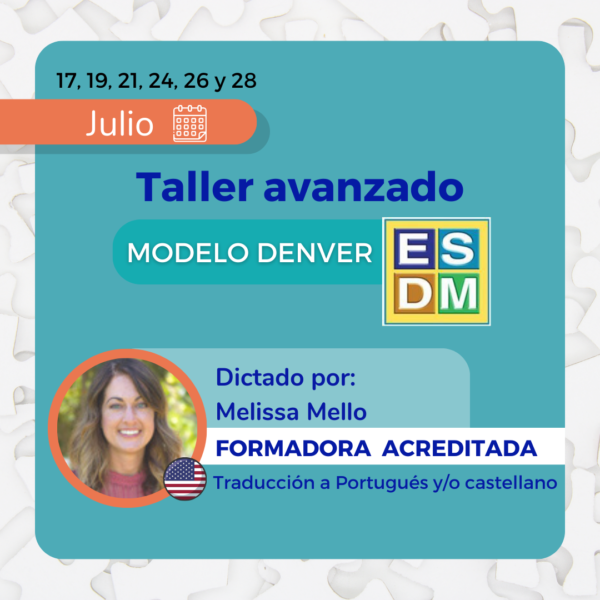 17, 19, 21, 24, 26 y 28
Julio
Taller avanzado
MODELO DENVER
ES
DM
Dictado por:
Melissa Mello
FORMADORA ACREDITADA
Traducción a Portugués y/o castellano